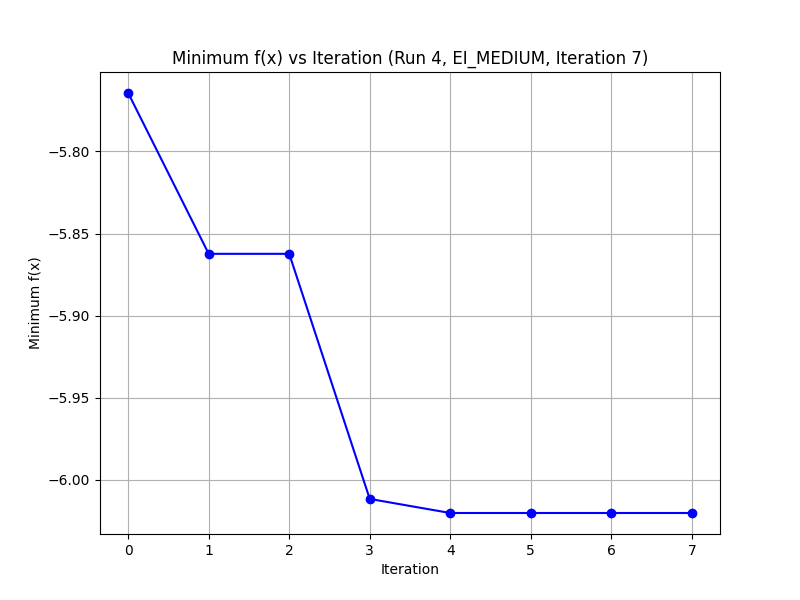 Minimum f(x) vs Iteration (Run 4, EI_MEDIUM, Iteration 7)
Minimum f(x)
−5.80
−5.85
−5.90
−5.95
−6.00
0 1 2 3 4 5 6 7
Iteration